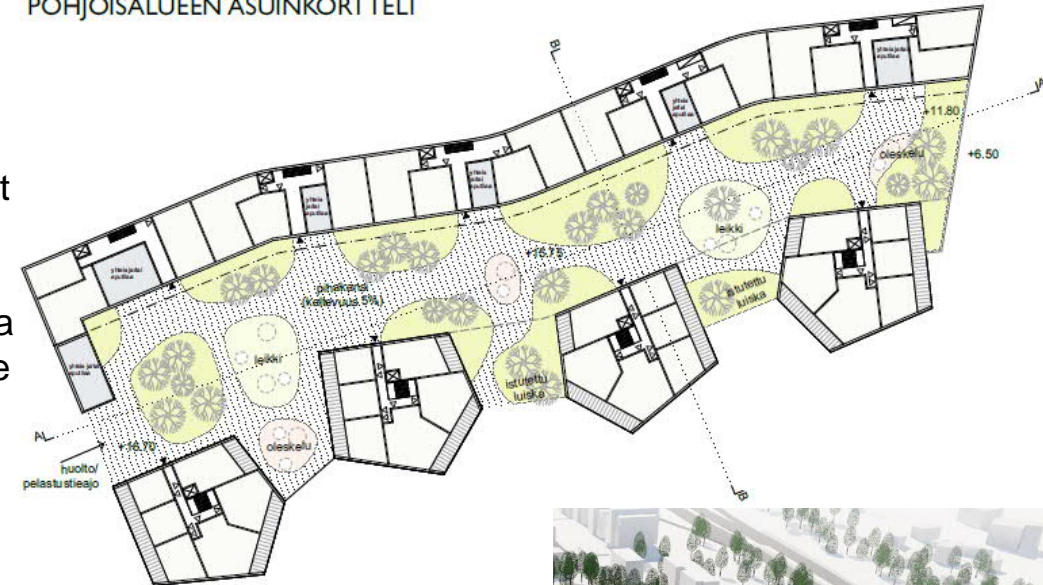 POHJOISALUEEN ASUINKORTTELI
t
a
e
B
A
+11.80
+6.50
oleskelu
leikki
+15.75
pihakansi
(kaltevuus 5%)
istutettu
luiska
leikki
istutettu
luiska
A
+16.70
oleskelu
huolto/
pelastustieajo
B